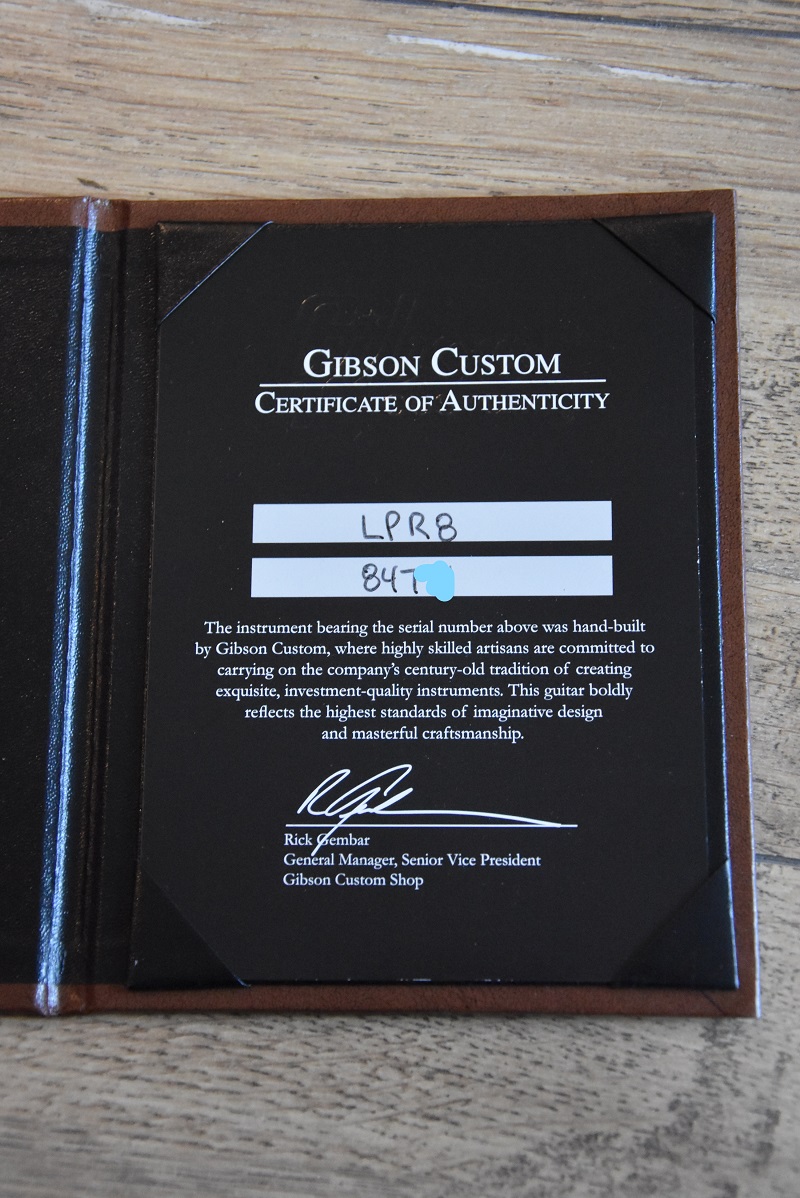 GIBSON CUSTOM
CERTIFICATE OF AUTHENTICITY
LPR8
847
The instrument bearing the serial number above was hand-built
by Gibson Custom, where highly skilled artisans are committed to
carrying on the company's century-old tradition of creating
exquisite, investment-quality instruments. This guitar boldly
reflects the highest standards of imaginative design
and masterful craftsmanship.
Rick Gembar
General Manager, Senior Vice President
Gibson Custom Shop